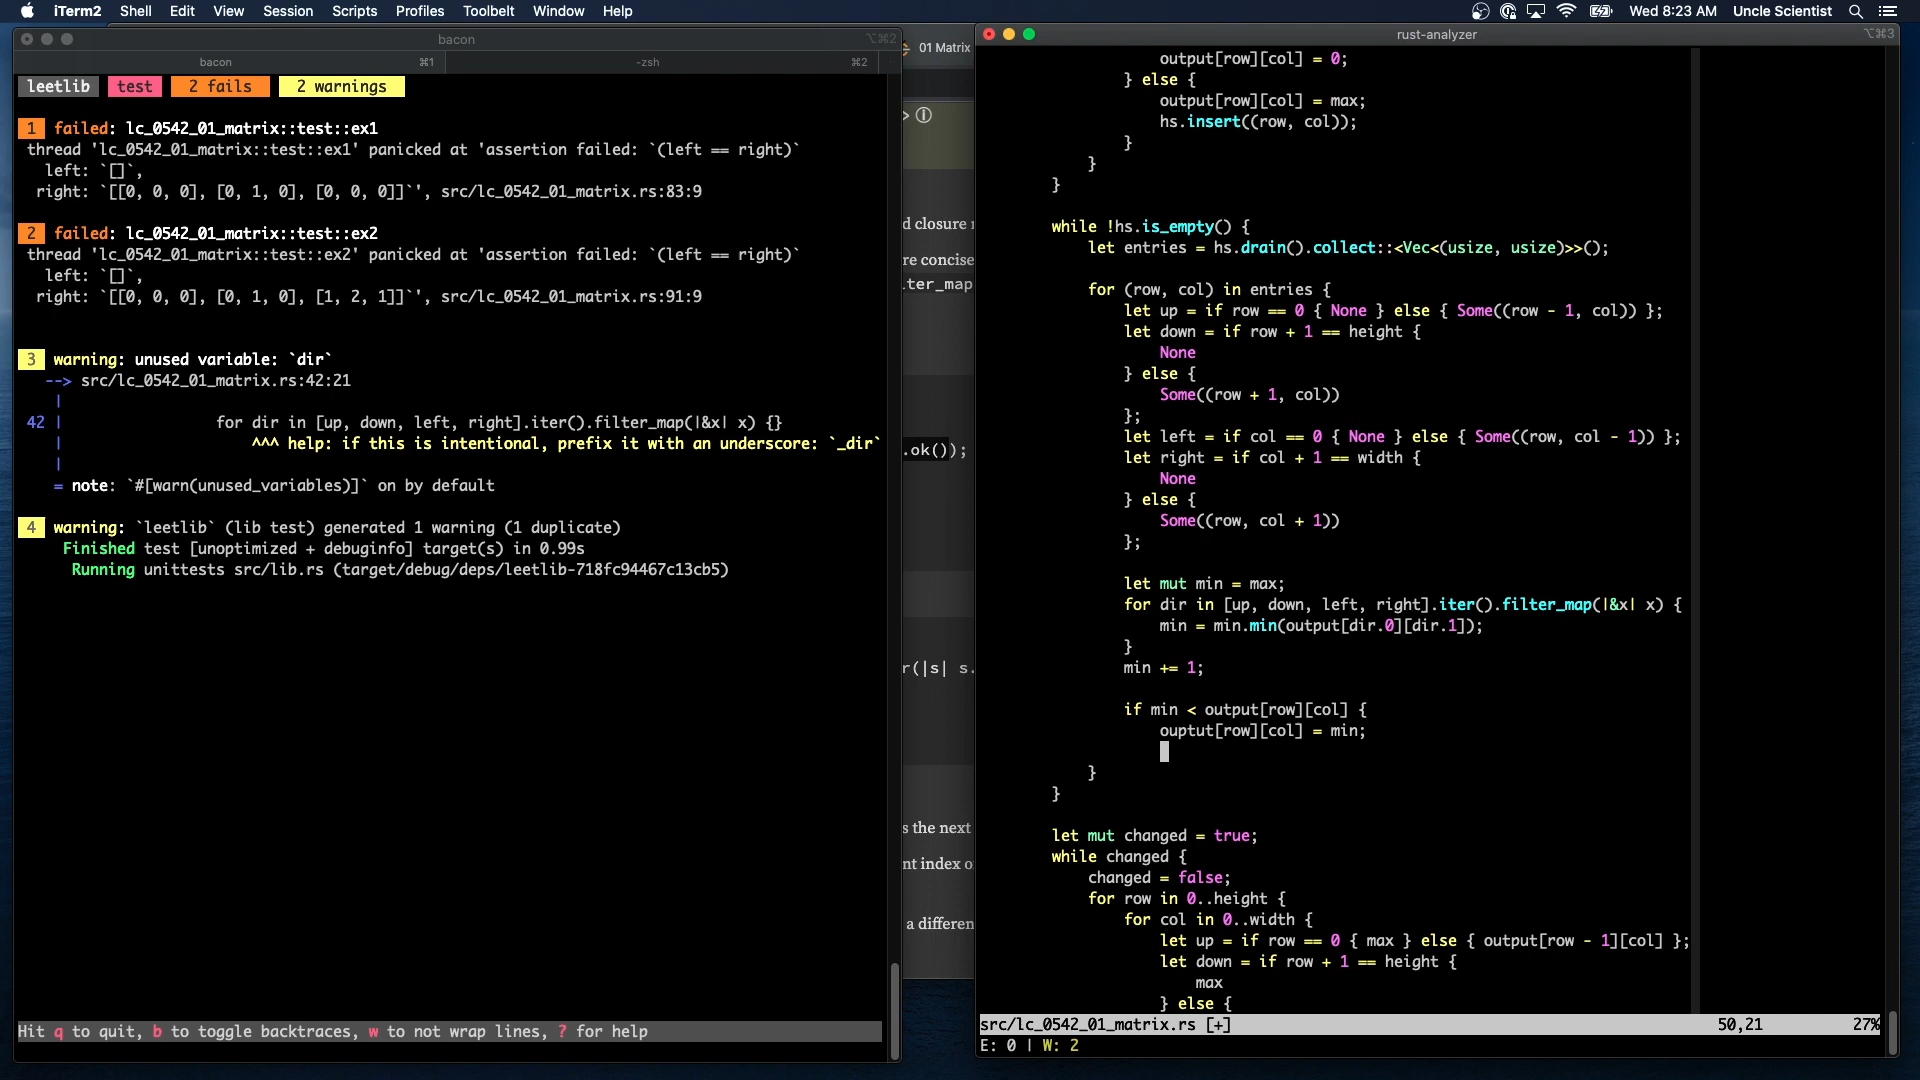 iTerm2 Shell Edit View Session Scripts Profiles Toolbelt Window Help
Wed 8:23 AM Uncle Scientist
bacon ⌥⌘2
bacon ⌘1 -zsh ⌘2
leetlib test 2 fails 2 warnings
1 failed: lc_0542_01_matrix::test::ex1
thread 'lc_0542_01_matrix::test::ex1' panicked at 'assertion failed: `(left == right)`
left: `[]`,
right: `[[0, 0, 0], [0, 1, 0], [0, 0, 0]]`', src/lc_0542_01_matrix.rs:83:9
2 failed: lc_0542_01_matrix::test::ex2
thread 'lc_0542_01_matrix::test::ex2' panicked at 'assertion failed: `(left == right)`
left: `[]`,
right: `[[0, 0, 0], [0, 1, 0], [1, 2, 1]]`', src/lc_0542_01_matrix.rs:91:9
3 warning: unused variable: `dir`
--> src/lc_0542_01_matrix.rs:42:21
|
42 | for dir in [up, down, left, right].iter().filter_map(|&x| x) {}
| ^^^ help: if this is intentional, prefix it with an underscore: `_dir`
|
= note: `#[warn(unused_variables)]` on by default
4 warning: `leetlib` (lib test) generated 1 warning (1 duplicate)
Finished test [unoptimized + debuginfo] target(s) in 0.99s
Running unittests src/lib.rs (target/debug/deps/leetlib-718fc94467c13cb5)
Hit q to quit, b to toggle backtraces, w to not wrap lines, ? for help
01 Matrix
d closure
re concise
ter_map
.ok());
r(|s| s.
s the next
nt index o
a differen
rust-analyzer ⌥⌘3
output[row][col] = 0;
} else {
output[row][col] = max;
hs.insert((row, col));
}
}
}
while !hs.is_empty() {
let entries = hs.drain().collect::<Vec<(usize, usize)>>();
for (row, col) in entries {
let up = if row == 0 { None } else { Some((row - 1, col)) };
let down = if row + 1 == height {
None
} else {
Some((row + 1, col))
};
let left = if col == 0 { None } else { Some((row, col - 1)) };
let right = if col + 1 == width {
None
} else {
Some((row, col + 1))
};
let mut min = max;
for dir in [up, down, left, right].iter().filter_map(|&x| x) {
min = min.min(output[dir.0][dir.1]);
}
min += 1;
if min < output[row][col] {
ouptut[row][col] = min;
}
}
let mut changed = true;
while changed {
changed = false;
for row in 0..height {
for col in 0..width {
let up = if row == 0 { max } else { output[row - 1][col] };
let down = if row + 1 == height {
max
} else {
src/lc_0542_01_matrix.rs [+] 50,21 27%
E: 0 | W: 2